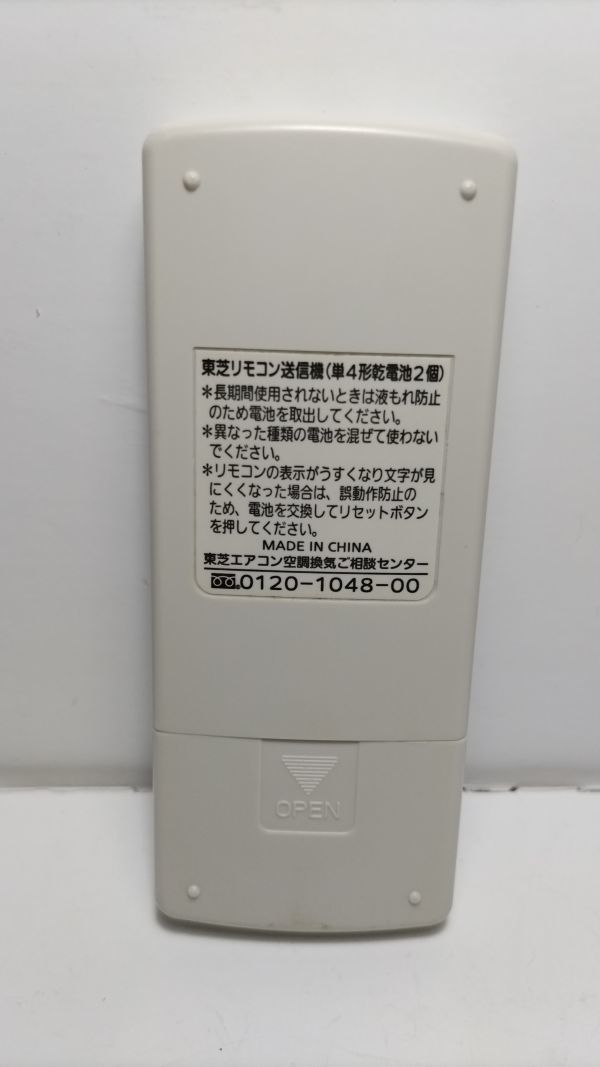 東芝リモコン送信機(単4形乾電池2個)
*長期間使用されないときは液もれ防止
のため電池を取出してください。
*異なった種類の電池を混ぜて使わない
でください。
*リモコンの表示がうすくなり文字が見
にくくなった場合は、誤動作防止の
ため、電池を交換してリセットボタン
を押してください。
MADE IN CHINA
東芝エアコン空調換気ご相談センター
0120-1048-00
OPEN